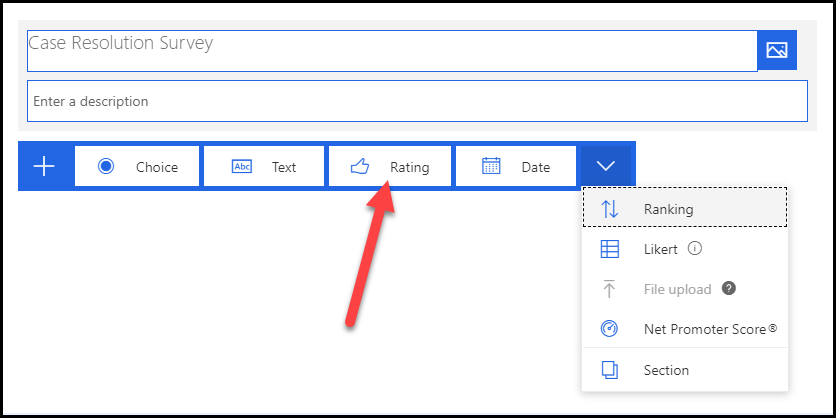 Case Resolution Survey
Enter a description
Choice
Abc
Text
Rating
Date
Ranking
Likert
File upload ?
Net Promoter Score®
Section